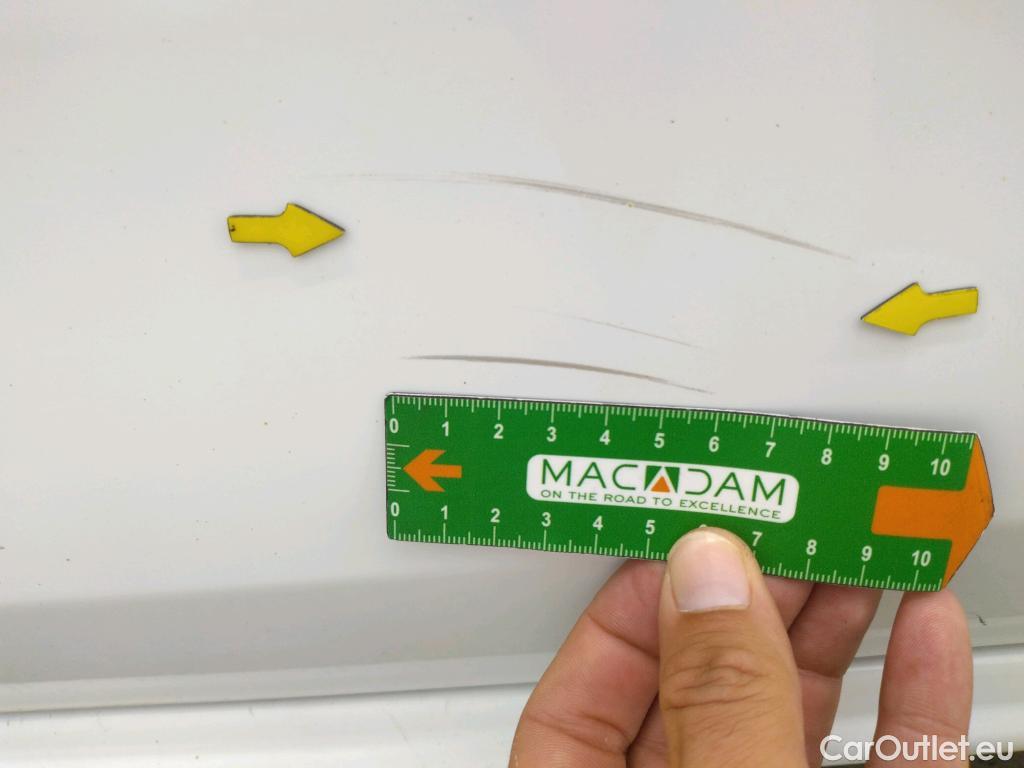 0 1 2 3 4 5 6 7 8 9 10
MACADAM
ON THE ROAD TO EXCELLENCE
0 1 2 3 4 5 7 8 9 10
CarOutlet.eu